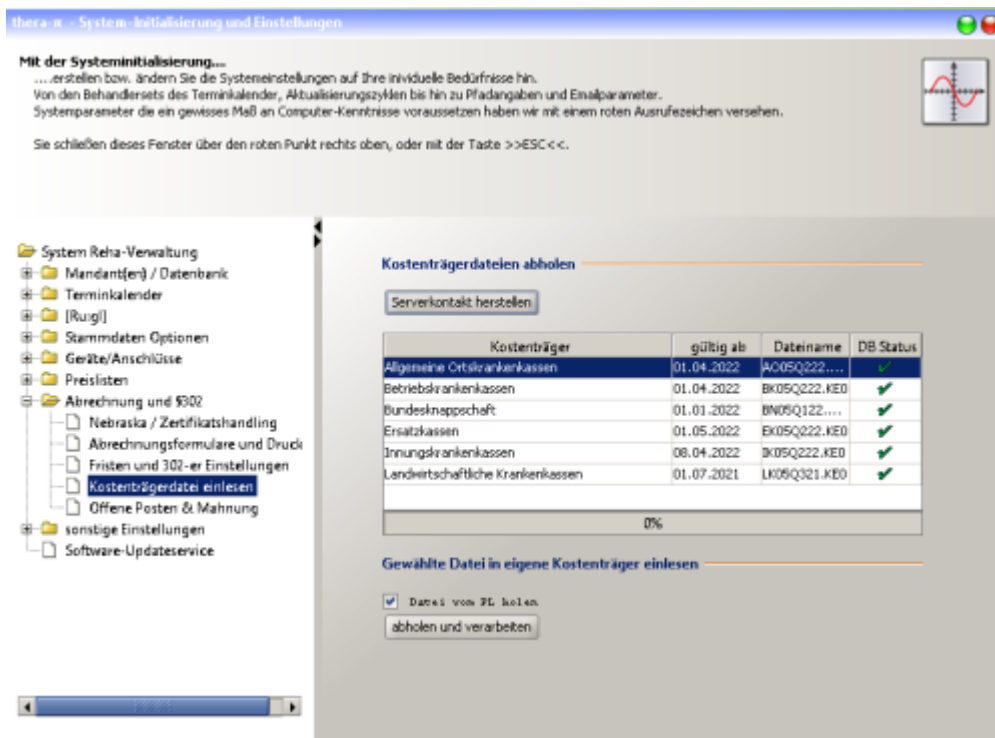 thera-π - System-Initialisierung und Einstellungen
Mit der Systeminitialisierung...
....erstellen bzw. ändern Sie die Systemeinstellungen auf Ihre inividuelle Bedürfnisse hin.
Von den Behandlersets des Terminkalender, Aktualisierungszyklen bis hin zu Pfadangaben und Emailparameter.
Systemparameter die ein gewisses Maß an Computer-Kenntnisse voraussetzen haben wir mit einem roten Ausrufezeichen versehen.
Sie schließen dieses Fenster über den roten Punkt rechts oben, oder mit der Taste >>ESC<<.
System Reha-Verwaltung
Mandant(en) / Datenbank
Terminkalender
[Ru:gl]
Stammdaten Optionen
Geräte/Anschlüsse
Preislisten
Abrechnung und §302
Nebraska / Zertifikatshandling
Abrechnungsformulare und Druck
Fristen und 302-er Einstellungen
Kostenträgerdatei einlesen
Offene Posten & Mahnung
sonstige Einstellungen
Software-Updateservice
Kostenträgerdateien abholen
Serverkontakt herstellen
Kostenträger gültig ab Dateiname DB Status
Allgemeine Ortskrankenkassen 01.04.2022 AO05Q222....
Betriebskrankenkassen 01.04.2022 BK05Q222.KE0
Bundesknappschaft 01.01.2022 BN05Q122....
Ersatzkassen 01.05.2022 EK05Q222.KE0
Innungskrankenkassen 08.04.2022 IK05Q222.KE0
Landwirtschaftliche Krankenkassen 01.07.2021 LK05Q321.KE0
0%
Gewählte Datei in eigene Kostenträger einlesen
Datei vom PL holen
abholen und verarbeiten